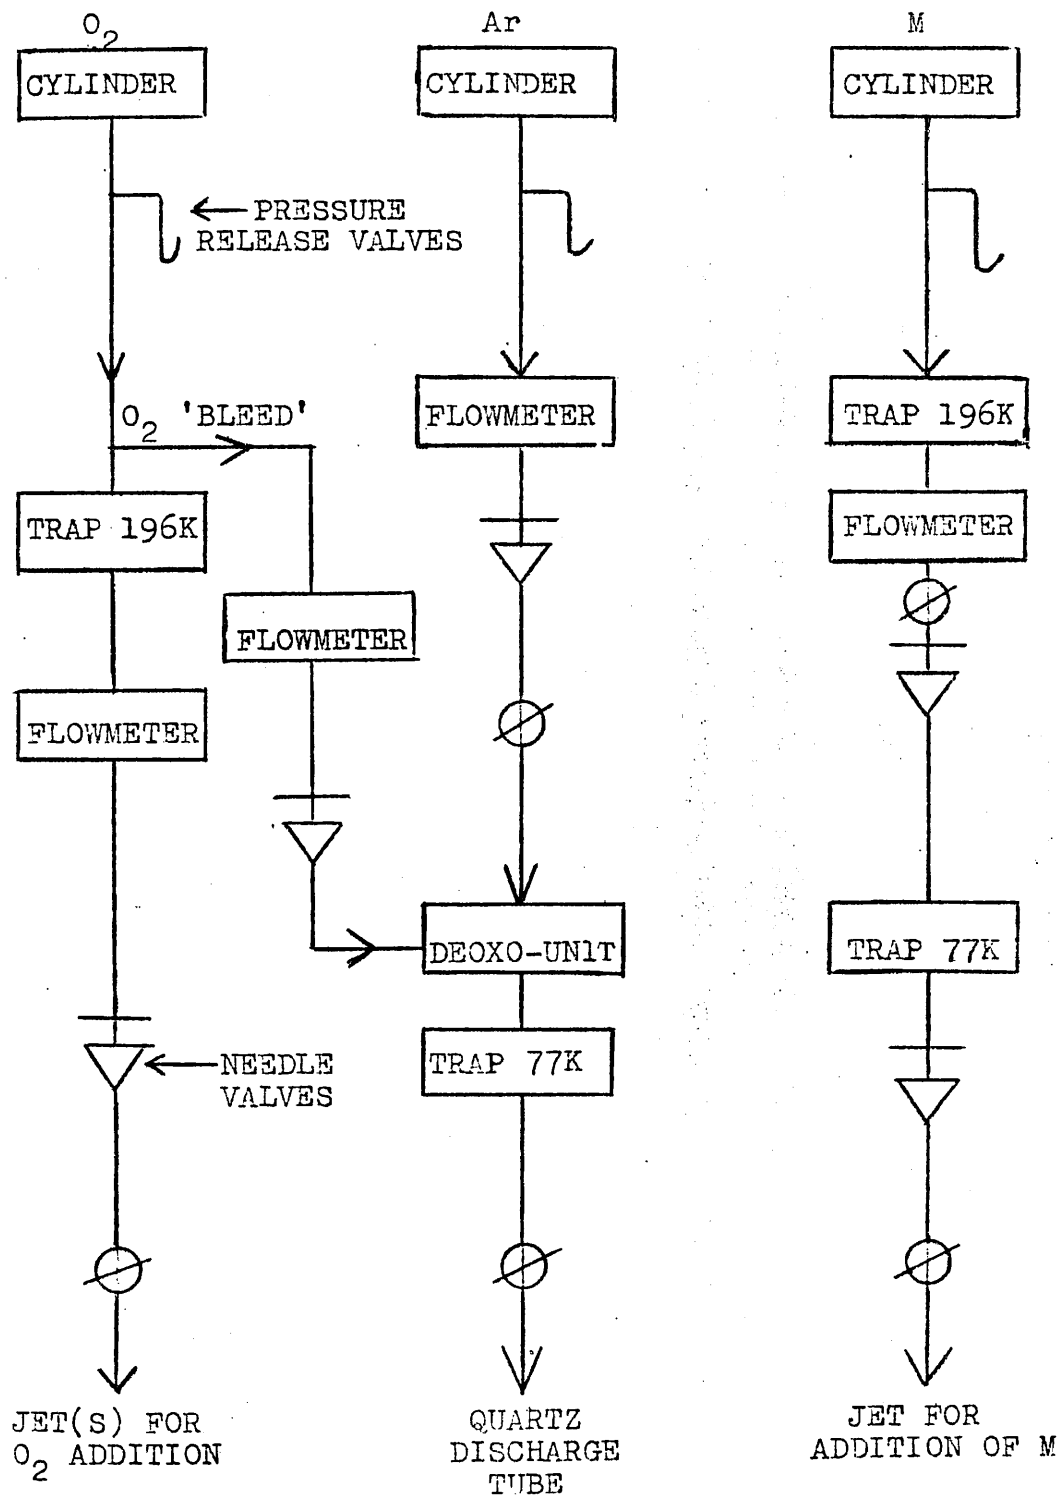 O2
Ar
M
CYLINDER
CYLINDER
CYLINDER
PRESSURE
RELEASE VALVES
O2 'BLEED'
FLOWMETER
TRAP 196K
TRAP 196K
FLOWMETER
FLOWMETER
FLOWMETER
DEOXO-UN1T
TRAP 77K
TRAP 77K
NEEDLE
VALVES
JET(S) FOR
O2 ADDITION
QUARTZ
DISCHARGE
TUBE
JET FOR
ADDITION OF M